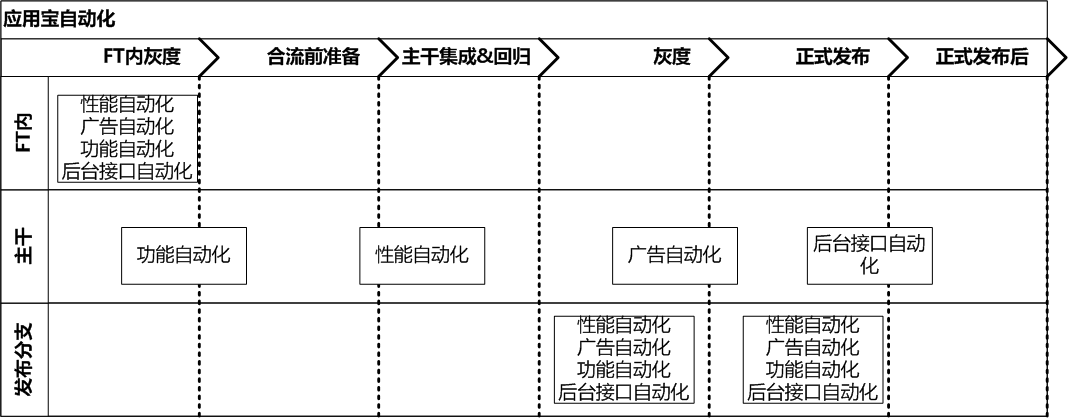 应用宝自动化
FT内灰度
合流前准备
主干集成&回归
灰度
正式发布
正式发布后
FT内
性能自动化
广告自动化
功能自动化
后台接口自动化
主干
功能自动化
性能自动化
广告自动化
后台接口自动
化
发布分支
性能自动化
广告自动化
功能自动化
后台接口自动化
性能自动化
广告自动化
功能自动化
后台接口自动化